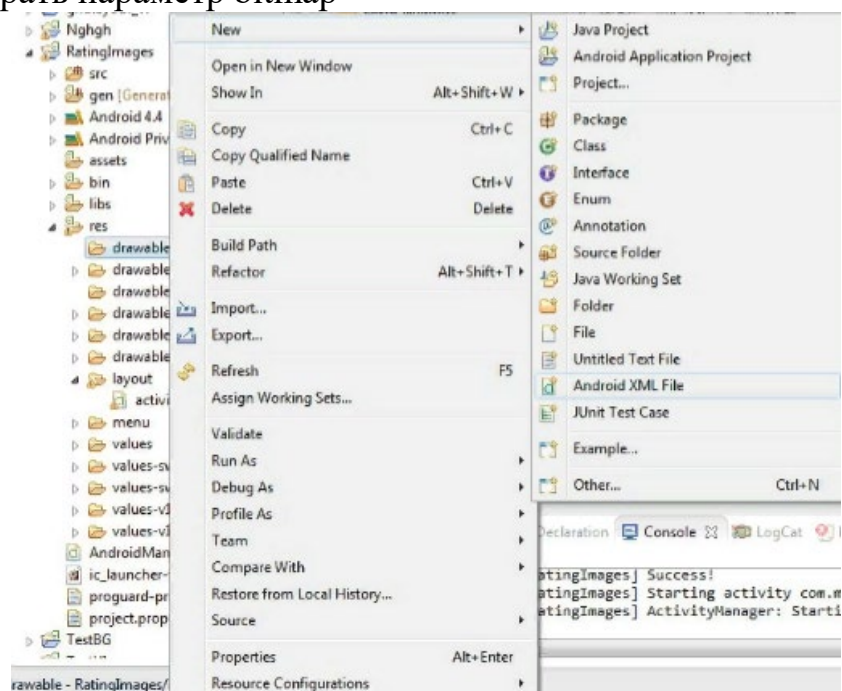 рать параметр bitmap
Nghgh
RatingImages
src
gen [Generat
Android 4.4
Android Priv
assets
bin
libs
res
drawable
drawable
drawable
drawable
drawable
drawable
layout
activi
menu
values
values-sw
values-sw
values-v1
values-v1
AndroidMan
ic_launcher-
proguard-pr
project.prop
TestBG
rawable - RatingImages/
New
Open in New Window
Show In Alt+Shift+W
Copy Ctrl+C
Copy Qualified Name
Paste Ctrl+V
Delete Delete
Build Path
Refactor Alt+Shift+T
Import...
Export...
Refresh F5
Assign Working Sets...
Validate
Run As
Debug As
Profile As
Team
Compare With
Restore from Local History...
Source
Properties Alt+Enter
Resource Configurations
Java Project
Android Application Project
Project...
Package
Class
Interface
Enum
Annotation
Source Folder
Java Working Set
Folder
File
Untitled Text File
Android XML File
JUnit Test Case
Example...
Other... Ctrl+N
Declaration Console LogCat
atingImages] Success!
atingImages] Starting activity com.m
atingImages] ActivityManager: Starti